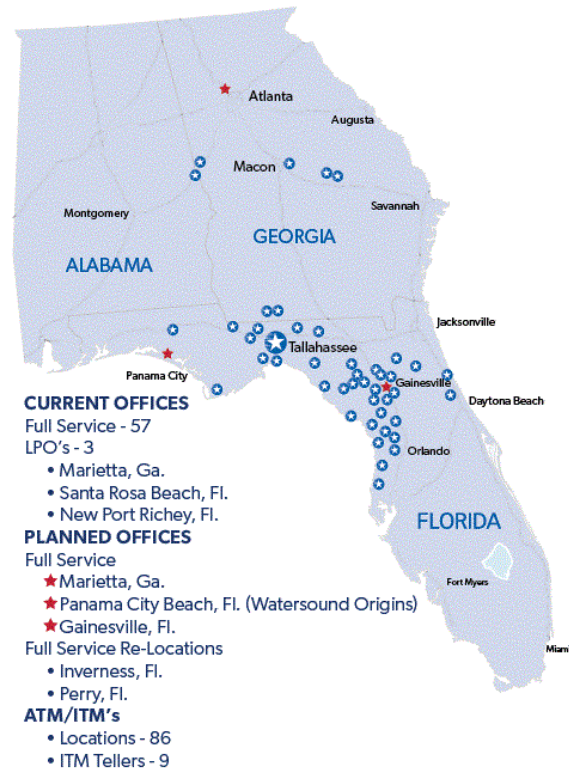 Atlanta
Augusta
Macon
Savannah
Montgomery
GEORGIA
ALABAMA
Jacksonville
Tallahassee
Panama City
Gainesville
Daytona Beach
Orlando
FLORIDA
Fort Myers
Miami
CURRENT OFFICES
Full Service - 57
LPO's - 3
• Marietta, Ga.
• Santa Rosa Beach, Fl.
• New Port Richey, Fl.
PLANNED OFFICES
Full Service
★Marietta, Ga.
★Panama City Beach, Fl. (Watersound Origins)
★Gainesville, Fl.
Full Service Re-Locations
• Inverness, Fl.
• Perry, Fl.
ATM/ITM's
• Locations - 86
• ITM Tellers - 9